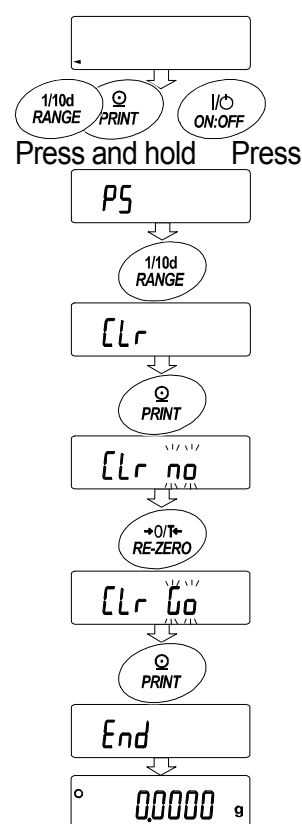 1/10d
RANGE
PRINT
I/
ON:OFF
Press and hold Press
PS
1/10d
RANGE
CLr
PRINT
CLr no
→0/T←
RE-ZERO
CLr Go
PRINT
End
0.0000 g